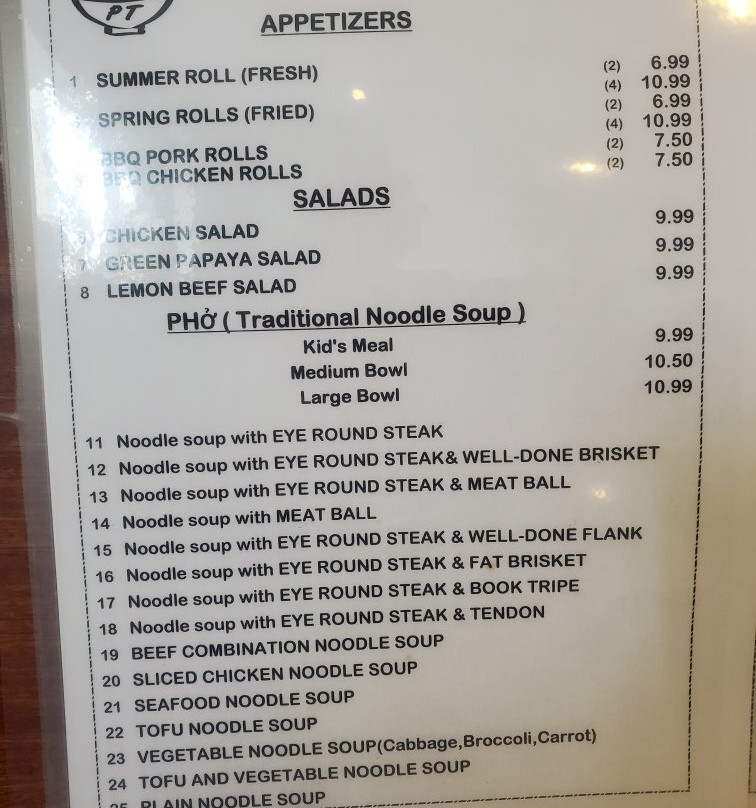 PT
APPETIZERS
1 SUMMER ROLL (FRESH) (2) 6.99
(4) 10.99
SPRING ROLLS (FRIED) (2) 6.99
(4) 10.99
BBQ PORK ROLLS (2) 7.50
BBQ CHICKEN ROLLS (2) 7.50
SALADS
CHICKEN SALAD 9.99
7 GREEN PAPAYA SALAD 9.99
8 LEMON BEEF SALAD 9.99
PHỞ ( Traditional Noodle Soup )
Kid's Meal 9.99
Medium Bowl 10.50
Large Bowl 10.99
11 Noodle soup with EYE ROUND STEAK
12 Noodle soup with EYE ROUND STEAK& WELL-DONE BRISKET
13 Noodle soup with EYE ROUND STEAK & MEAT BALL
14 Noodle soup with MEAT BALL
15 Noodle soup with EYE ROUND STEAK & WELL-DONE FLANK
16 Noodle soup with EYE ROUND STEAK & FAT BRISKET
17 Noodle soup with EYE ROUND STEAK & BOOK TRIPE
18 Noodle soup with EYE ROUND STEAK & TENDON
19 BEEF COMBINATION NOODLE SOUP
20 SLICED CHICKEN NOODLE SOUP
21 SEAFOOD NOODLE SOUP
22 TOFU NOODLE SOUP
23 VEGETABLE NOODLE SOUP(Cabbage,Broccoli,Carrot)
24 TOFU AND VEGETABLE NOODLE SOUP
25 PLAIN NOODLE SOUP